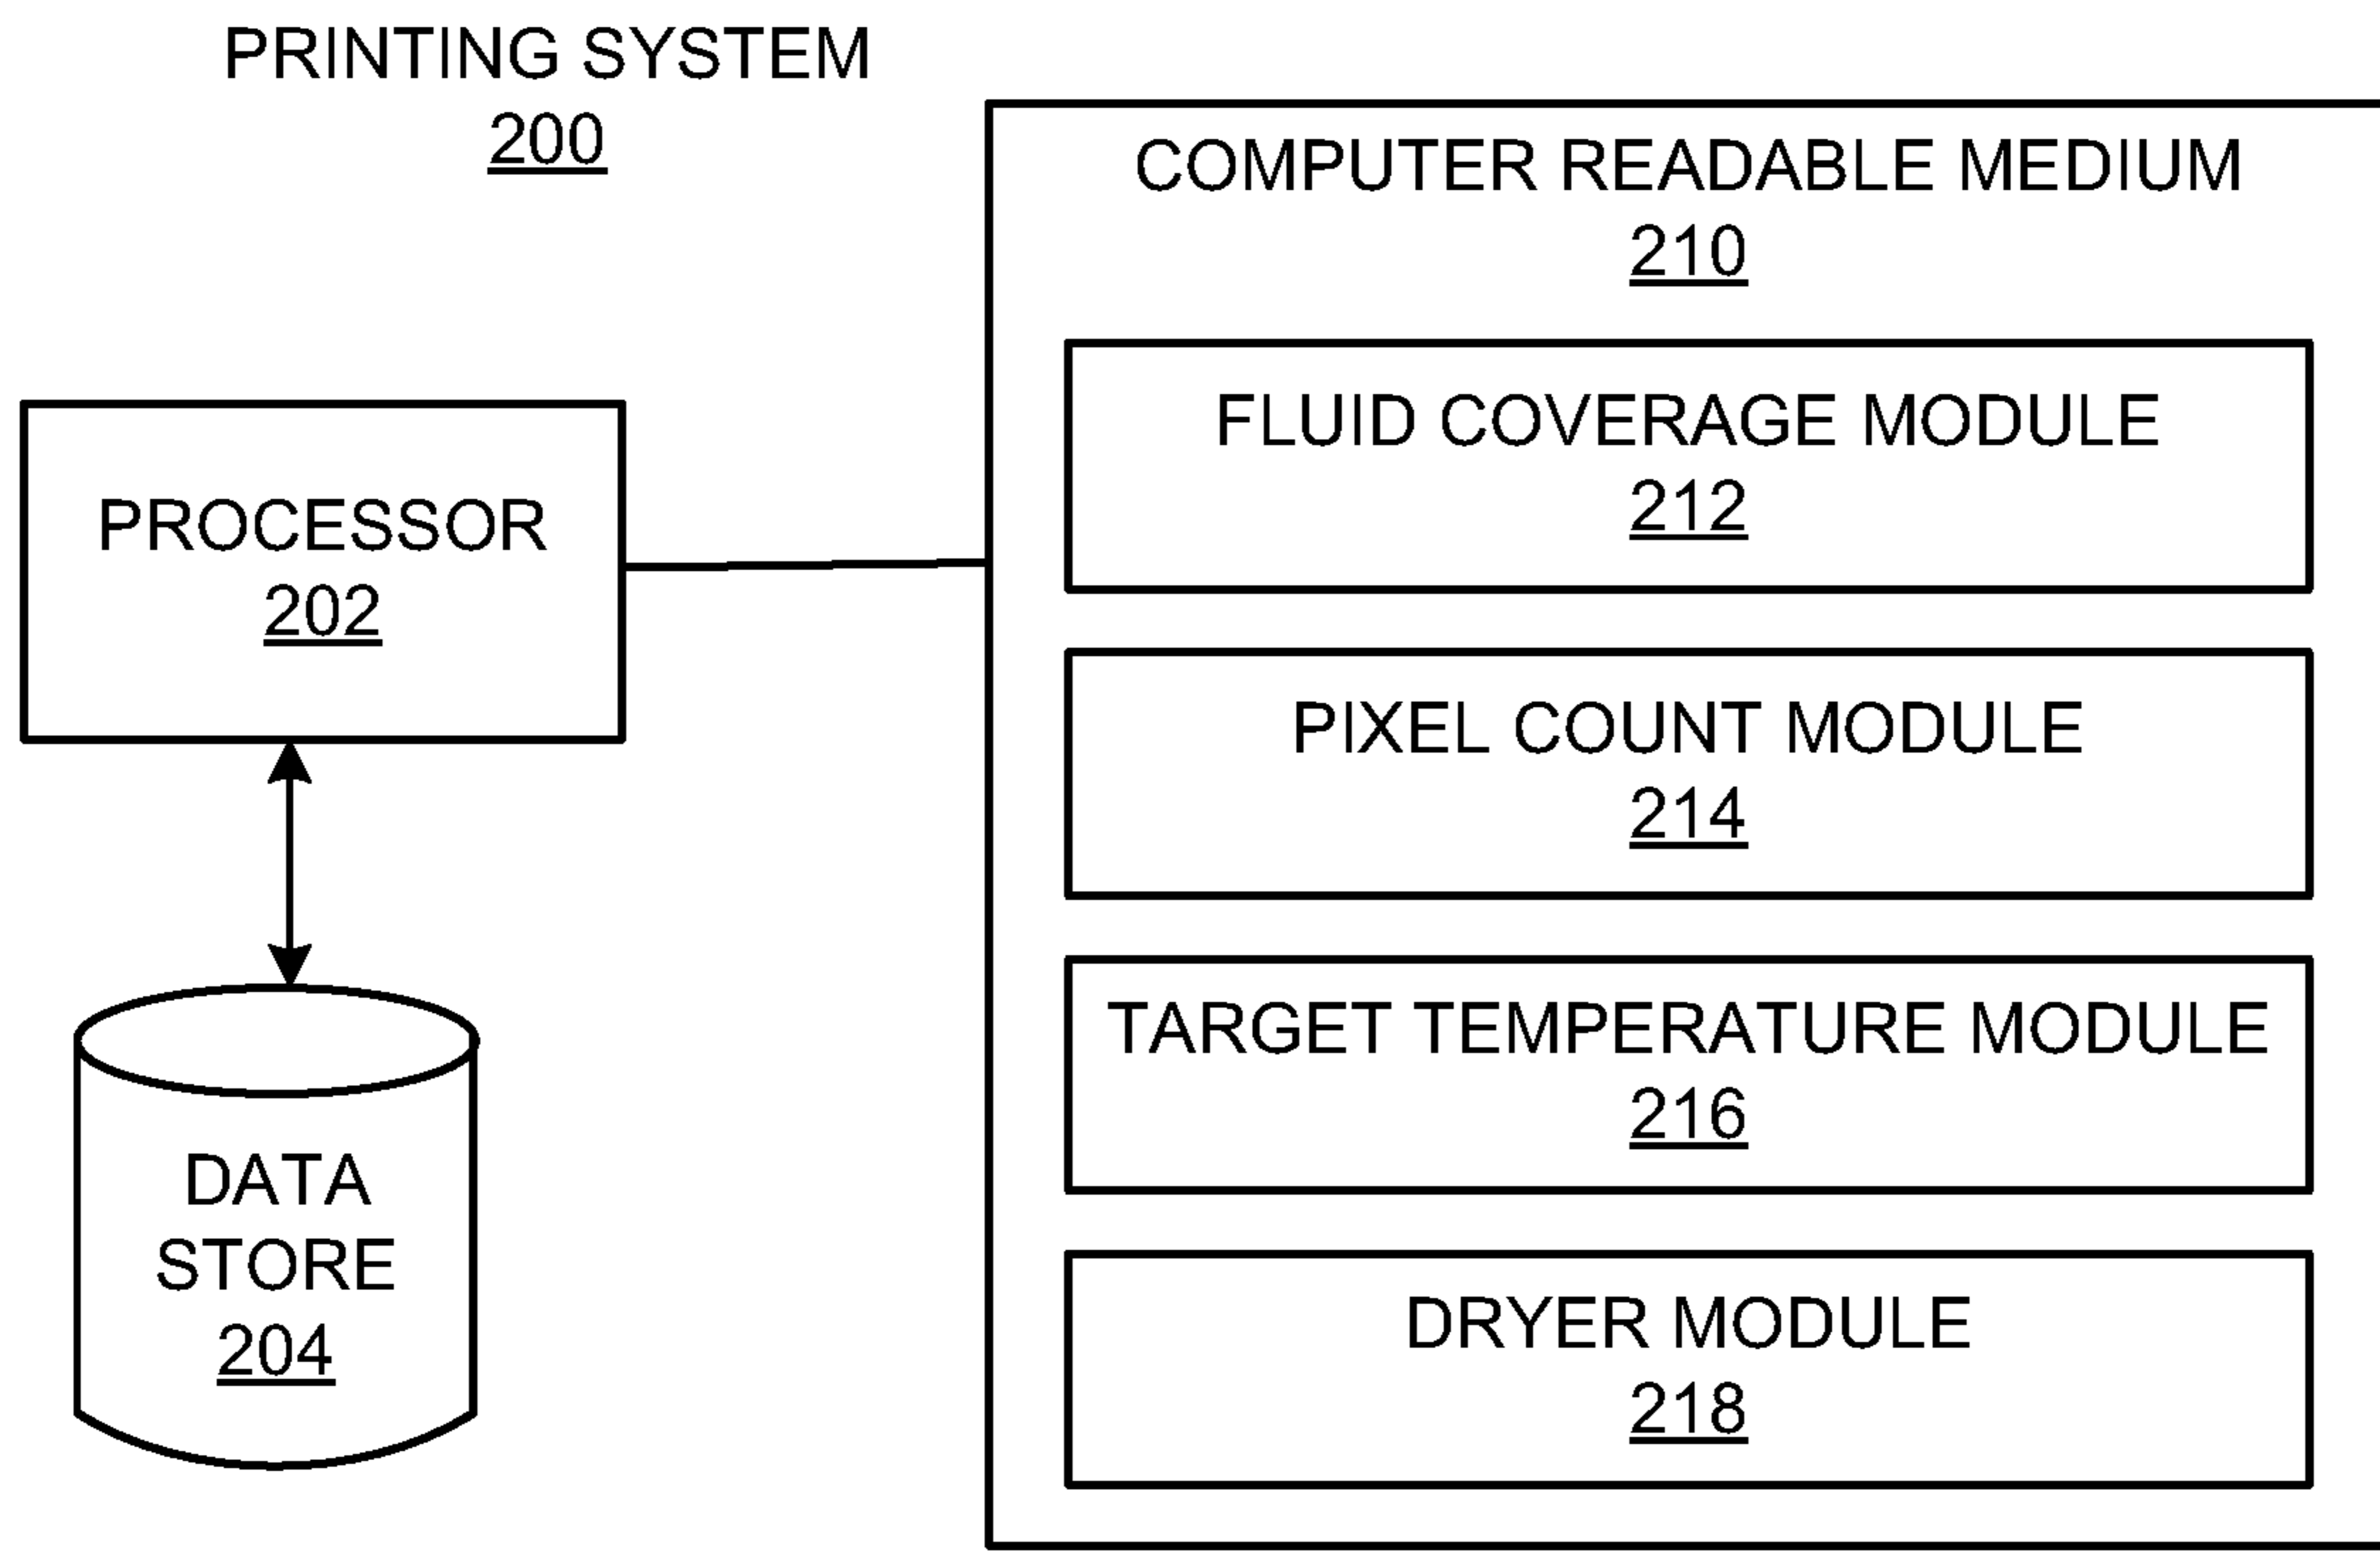 PRINTING SYSTEM
200
COMPUTER READABLE MEDIUM
210
FLUID COVERAGE MODULE
212
PROCESSOR
202
PIXEL COUNT MODULE
214
TARGET TEMPERATURE MODULE
216
DATA
STORE
204
DRYER MODULE
218